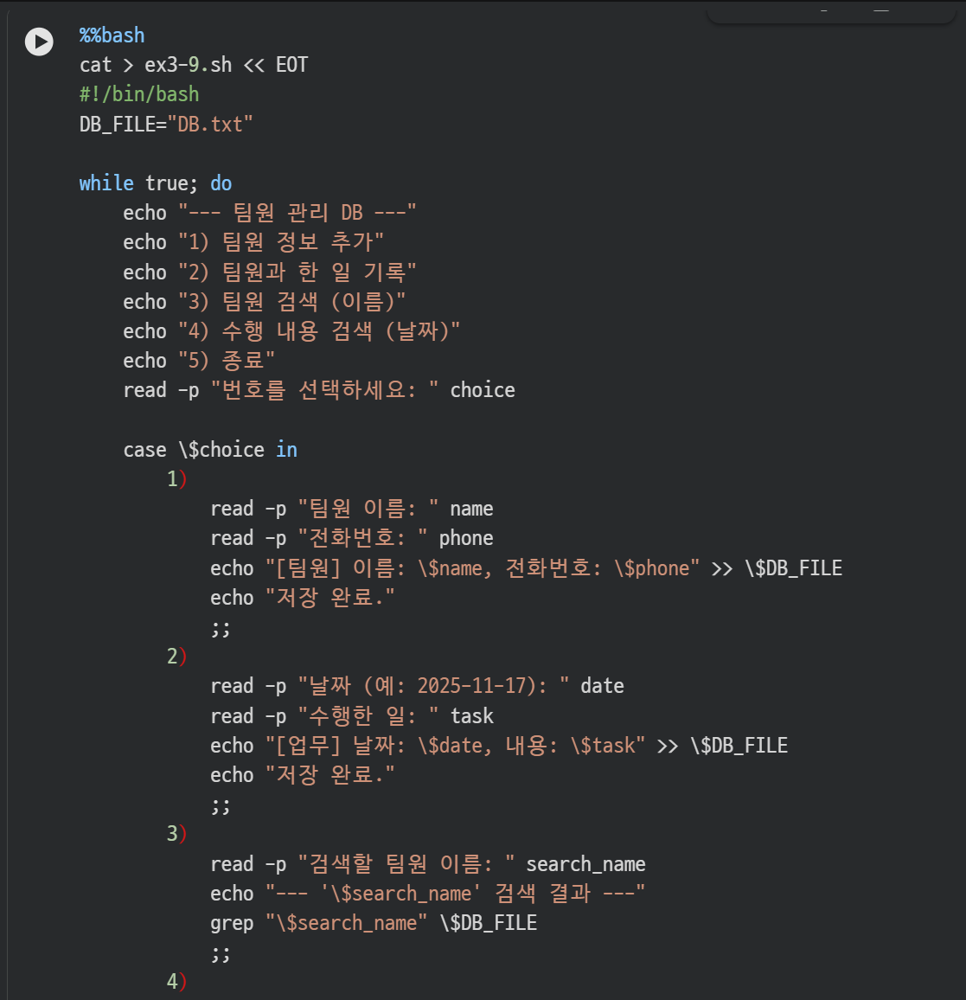 %%bash
cat > ex3-9.sh << EOT
#!/bin/bash
DB_FILE="DB.txt"
while true; do
echo "--- 팀원 관리 DB ---"
echo "1) 팀원 정보 추가"
echo "2) 팀원과 한 일 기록"
echo "3) 팀원 검색 (이름)"
echo "4) 수행 내용 검색 (날짜)"
echo "5) 종료"
read -p "번호를 선택하세요: " choice
case \$choice in
1)
read -p "팀원 이름: " name
read -p "전화번호: " phone
echo "[팀원] 이름: \$name, 전화번호: \$phone" >> \$DB_FILE
echo "저장 완료."
;;
2)
read -p "날짜 (예: 2025-11-17): " date
read -p "수행한 일: " task
echo "[업무] 날짜: \$date, 내용: \$task" >> \$DB_FILE
echo "저장 완료."
;;
3)
read -p "검색할 팀원 이름: " search_name
echo "--- '\$search_name' 검색 결과 ---"
grep "\$search_name" \$DB_FILE
;;
4)